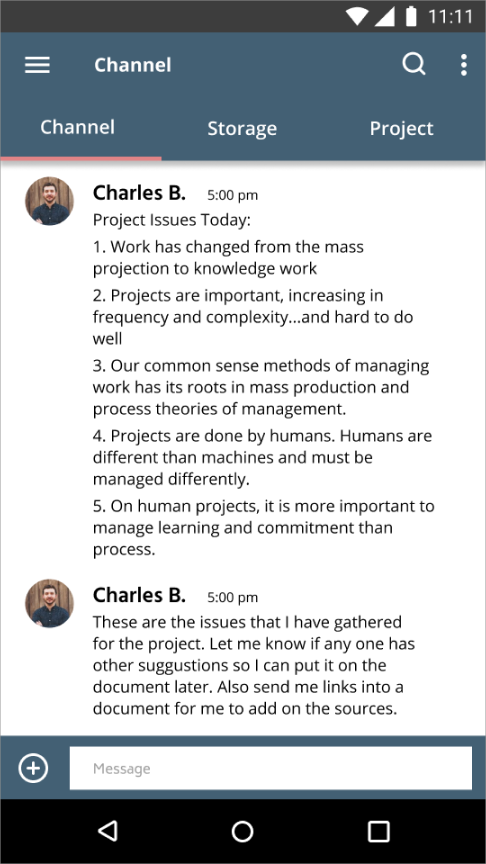 11:11
Channel
Channel Storage Project
Charles B. 5:00 pm
Project Issues Today:
1. Work has changed from the mass
projection to knowledge work
2. Projects are important, increasing in
frequency and complexity...and hard to do
well
3. Our common sense methods of managing
work has its roots in mass production and
process theories of management.
4. Projects are done by humans. Humans are
different than machines and must be
managed differently.
5. On human projects, it is more important to
manage learning and commitment than
process.
Charles B. 5:00 pm
These are the issues that I have gathered
for the project. Let me know if any one has
other suggustions so I can put it on the
document later. Also send me links into a
document for me to add on the sources.
Message